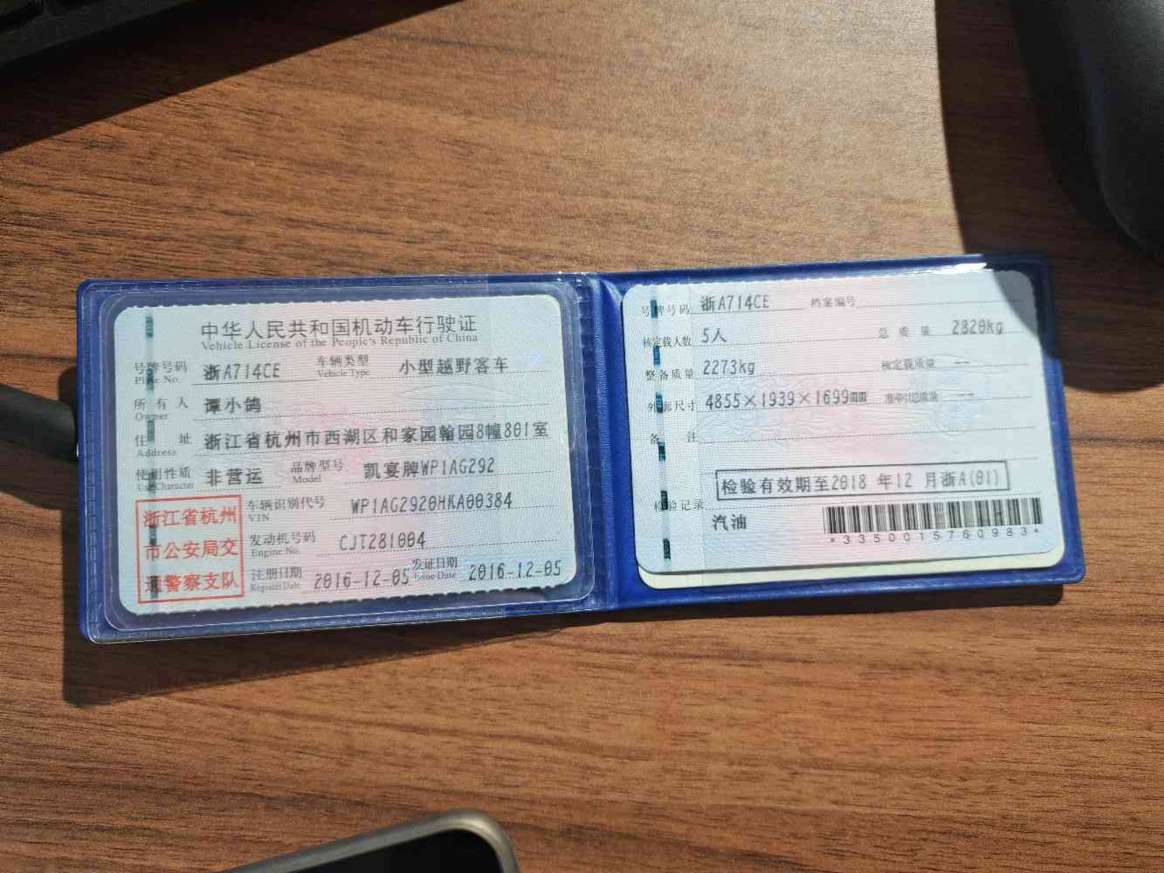 中华人民共和国机动车行驶证
Vehicle License of the People's Republic of China
号牌号码 浙A714CE 车辆类型 小型越野客车
Plate No. Vehicle Type
所有人 谭小鸽
Owner
住址 浙江省杭州市西湖区和家园翰园8幢801室
Address
使用性质 非营运 品牌型号 凯宴牌WP1AG292
Use Character Model
浙江省杭州
市公安局交
通警察支队
车辆识别代号 WP1AG2920HKA00384
VIN
发动机号码 CJT281004
Engine No.
注册日期 2016-12-05 发证日期 2016-12-05
Register Date Issue Date
号牌号码 浙A714CE 档案编号
核定载人数 5人 总质量 2820kg
整备质量 2273kg 核定载质量 --
外廓尺寸 4855×1939×1699mm 准牵引总质量 --
备注
检验有效期至2018 年12 月浙A(01)
检验记录
汽油
*3350015760983*